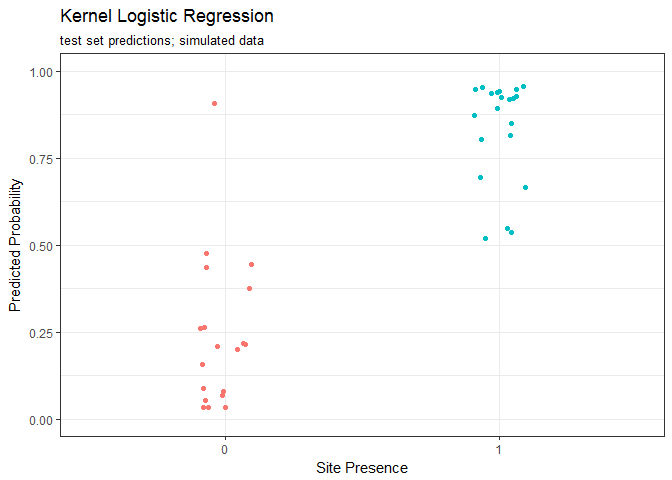 Kernel Logistic Regression
test set predictions; simulated data
1.00
0.75
0.50
0.25
0.00
Predicted Probability
0
1
Site Presence